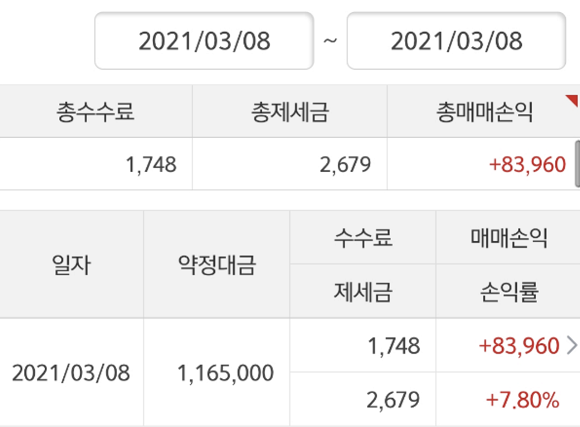 2021/03/08 ~ 2021/03/08
총수수료 총제세금 총매매손익
1,748 2,679 +83,960
일자 약정대금 수수료 매매손익
제세금 손익률
2021/03/08 1,165,000 1,748 +83,960 >
2,679 +7.80%